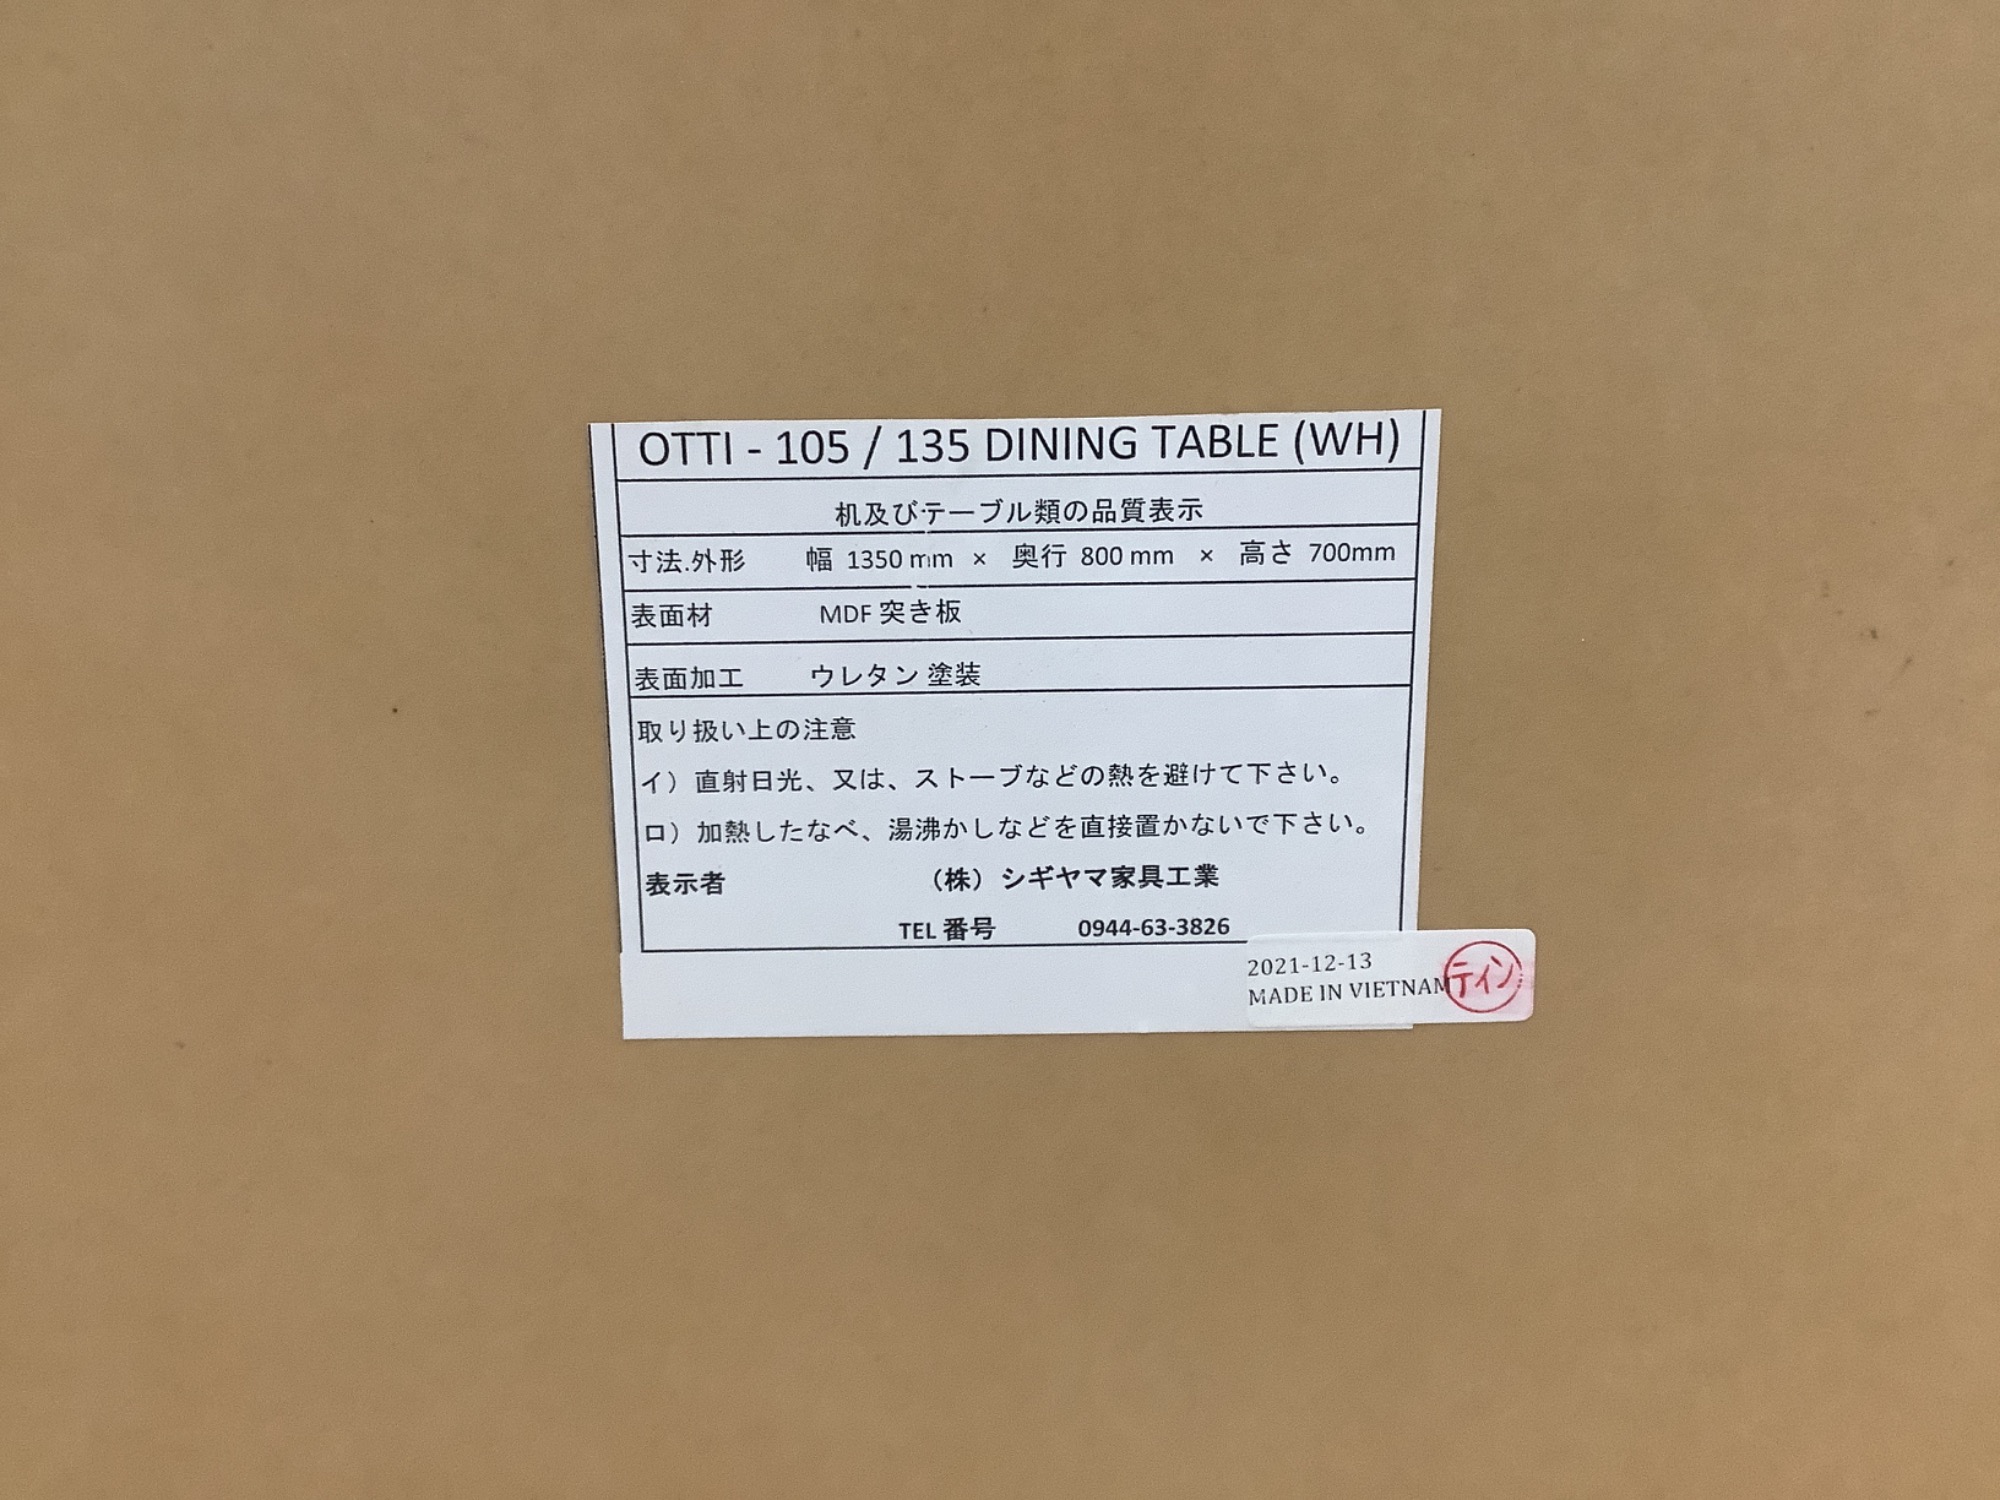 OTTI - 105 / 135 DINING TABLE (WH)
机及びテーブル類の品質表示
寸法.外形 幅 1350 mm × 奥行 800 mm × 高さ 700mm
表面材 MDF 突き板
表面加工 ウレタン 塗装
取り扱い上の注意
イ）直射日光、又は、ストーブなどの熱を避けて下さい。
ロ）加熱したなべ、湯沸かしなどを直接置かないで下さい。
表示者 （株）シギヤマ家具工業
TEL 番号 0944-63-3826
2021-12-13
MADE IN VIETNAM
ティン